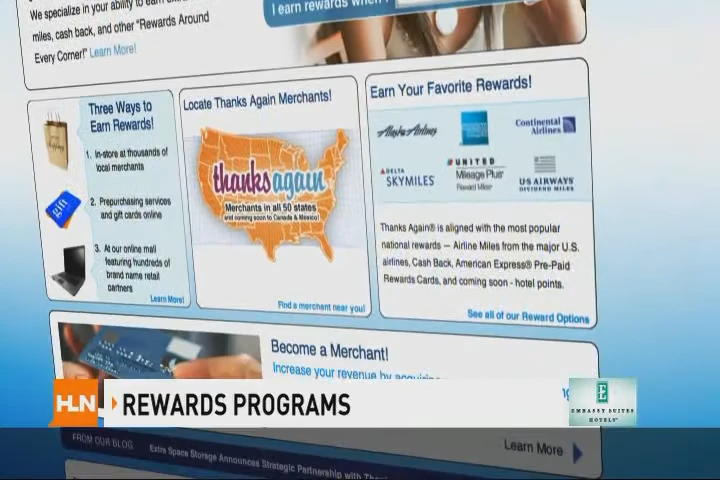 We specialize in your ability to earn
miles, cash back, and other "Rewards Around
Every Corner!" Learn More!
I earn rewards when
Three Ways to
Earn Rewards!
1. In-store at thousands of
local merchants
2. Prepurchasing services
and gift cards online
3. At our online mall
featuring hundreds of
brand name retail
partners
Learn More!
gift
Locate Thanks Again Merchants!
thanksagain
Merchants in all 50 states
and coming soon to Canada & Mexico!
Find a merchant near you!
Earn Your Favorite Rewards!
Alaska Airlines
Continental
Airlines
DELTA
SKYMILES
UNITED
Mileage Plus
US AIRWAYS
DIVIDEND MILES
Thanks Again® is aligned with the most popular
national rewards — Airline Miles from the major U.S.
airlines, Cash Back, American Express® Pre-Paid
Rewards Cards, and coming soon - hotel points.
See all of our Reward Options
Become a Merchant!
Increase your revenue by
HLN
REWARDS PROGRAMS
E
EMBASSY SUITES
HOTELS
FROM OUR BLOG
Extra Space Storage Announces Strategic Partnership with
Learn More